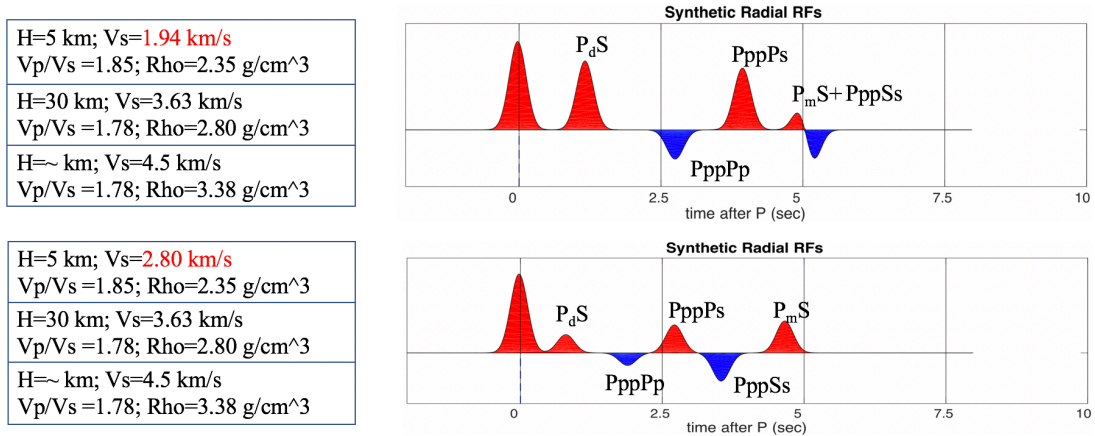 H=5 km; Vs=1.94 km/s
Vp/Vs =1.85; Rho=2.35 g/cm^3
H=30 km; Vs=3.63 km/s
Vp/Vs =1.78; Rho=2.80 g/cm^3
H=~ km; Vs=4.5 km/s
Vp/Vs =1.78; Rho=3.38 g/cm^3
Synthetic Radial RFs
PdS
PppPs
PmS+ PppSs
PppPp
0 2.5 5 7.5 10
time after P (sec)
H=5 km; Vs=2.80 km/s
Vp/Vs =1.85; Rho=2.35 g/cm^3
H=30 km; Vs=3.63 km/s
Vp/Vs =1.78; Rho=2.80 g/cm^3
H=~ km; Vs=4.5 km/s
Vp/Vs =1.78; Rho=3.38 g/cm^3
Synthetic Radial RFs
PdS
PppPs
PmS
PppPp
PppSs
0 2.5 5 7.5 10
time after P (sec)